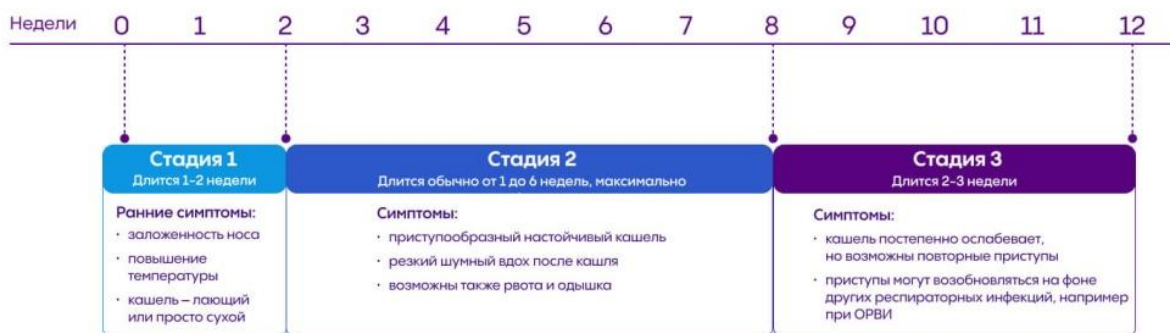 Недели 0 1 2 3 4 5 6 7 8 9 10 11 12
Стадия 1
Длится 1-2 недели
Ранние симптомы:
· заложенность носа
· повышение
температуры
· кашель – лающий
или просто сухой
Стадия 2
Длится обычно от 1 до 6 недель, максимально
Симптомы:
· приступообразный настойчивый кашель
· резкий шумный вдох после кашля
· возможны также рвота и одышка
Стадия 3
Длится 2-3 недели
Симптомы:
· кашель постепенно ослабевает,
но возможны повторные приступы
· приступы могут возобновляться на фоне
других респираторных инфекций, например
при ОРВИ